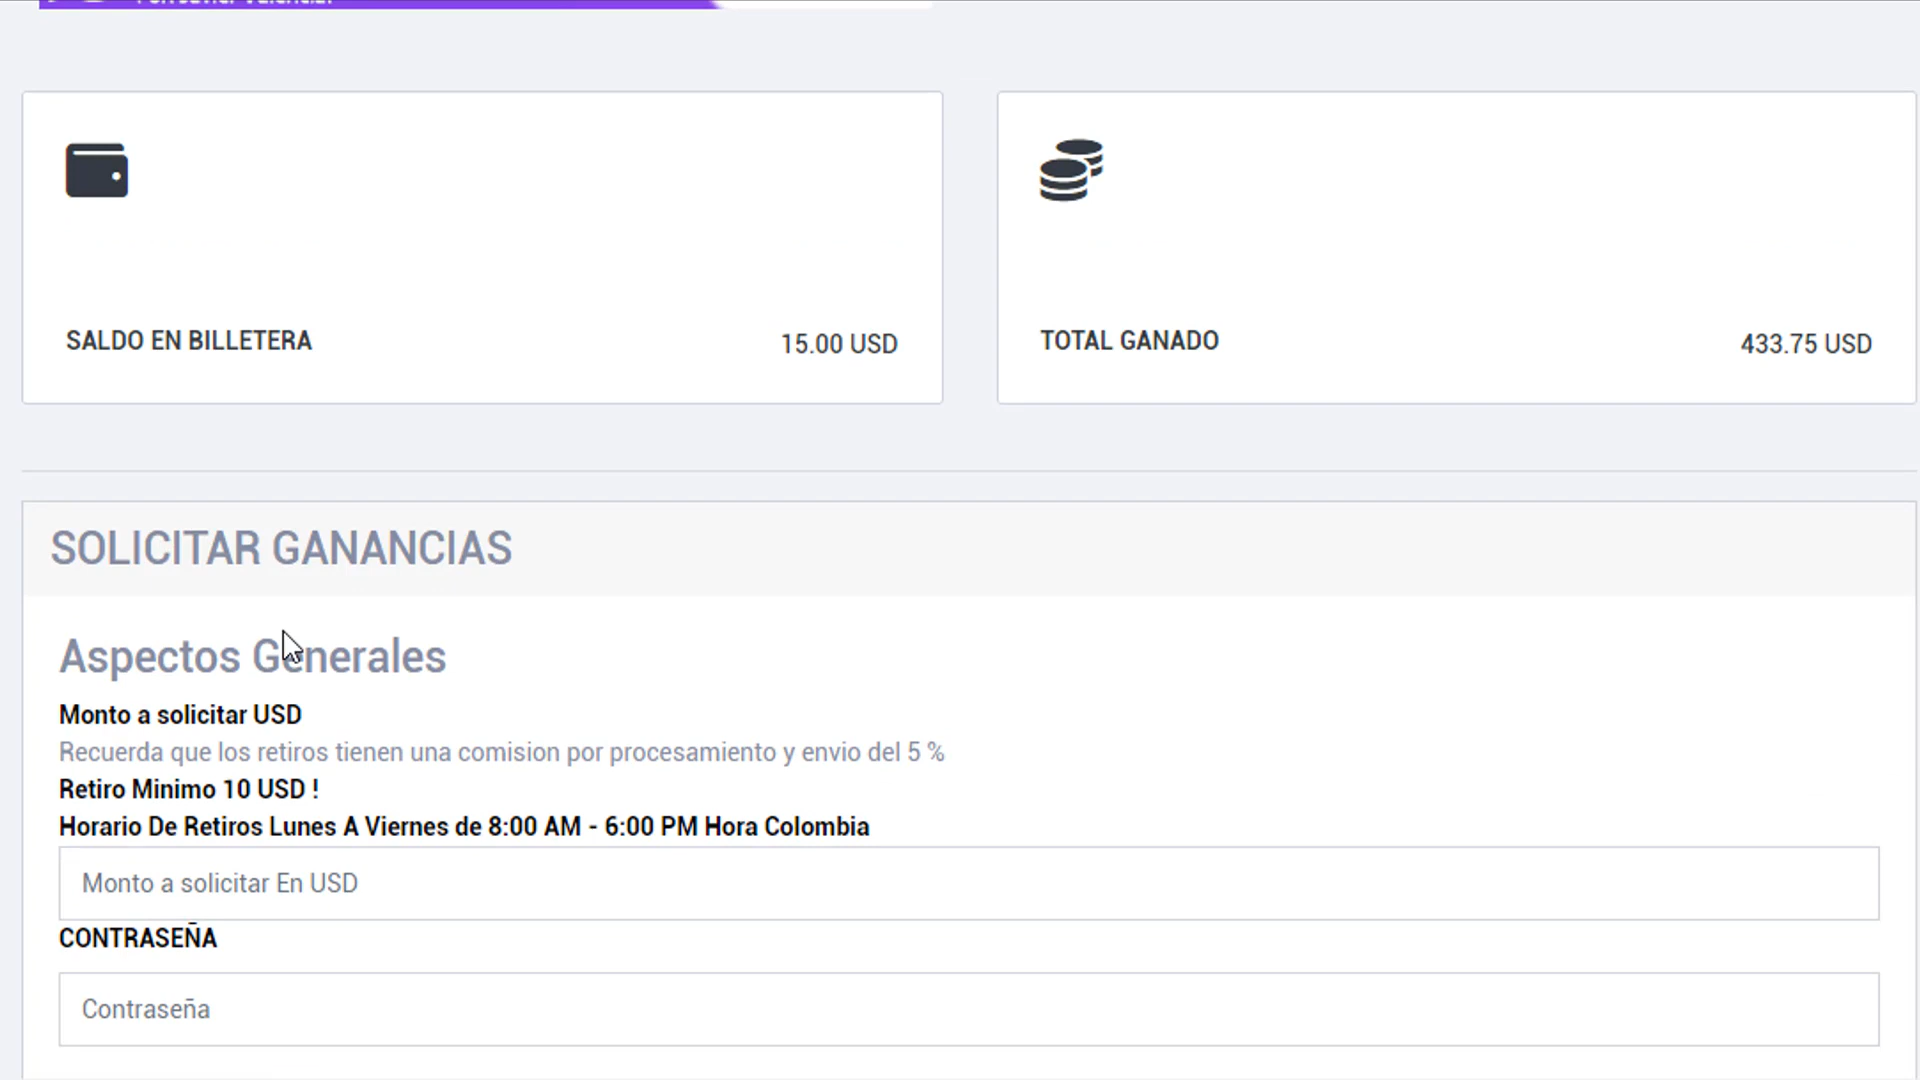 SALDO EN BILLETERA
15.00 USD
TOTAL GANADO
433.75 USD
SOLICITAR GANANCIAS
Aspectos Generales
Monto a solicitar USD
Recuerda que los retiros tienen una comision por procesamiento y envio del 5 %
Retiro Minimo 10 USD !
Horario De Retiros Lunes A Viernes de 8:00 AM - 6:00 PM Hora Colombia
Monto a solicitar En USD
CONTRASEÑA
Contraseña